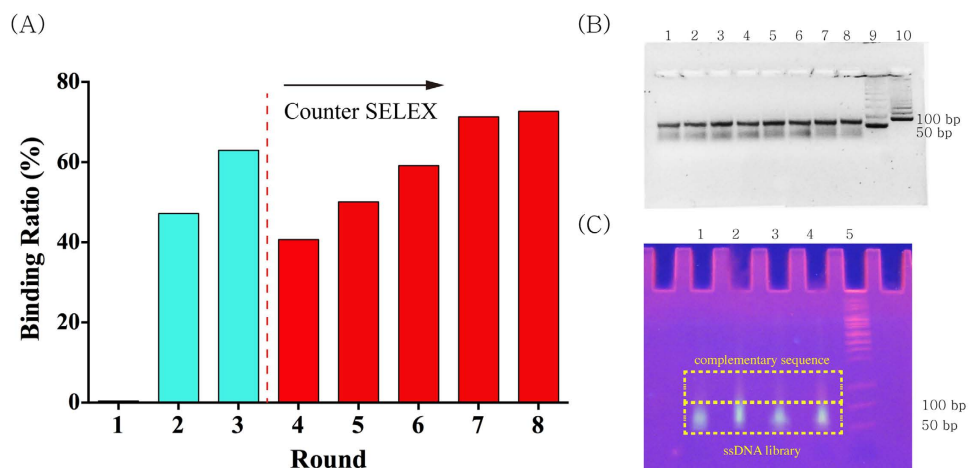 (A)
80
60
40
20
0
Binding Ratio (%)
Counter SELEX
1 2 3 4 5 6 7 8
Round
(B)
1 2 3 4 5 6 7 8 9 10
100 bp
50 bp
(C)
1 2 3 4 5
complementary sequence
100 bp
50 bp
ssDNA library